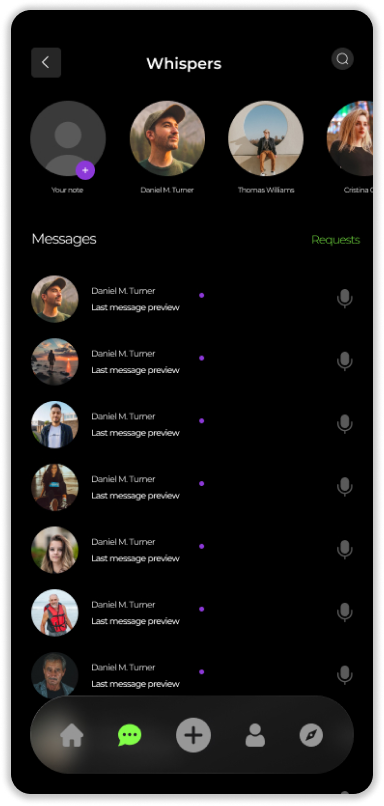 Whispers
Your note
Daniel M. Turner
Thomas Williams
Cristina
Messages
Requests
Daniel M. Turner
Last message preview
Daniel M. Turner
Last message preview
Daniel M. Turner
Last message preview
Daniel M. Turner
Last message preview
Daniel M. Turner
Last message preview
Daniel M. Turner
Last message preview
Daniel M. Turner
Last message preview